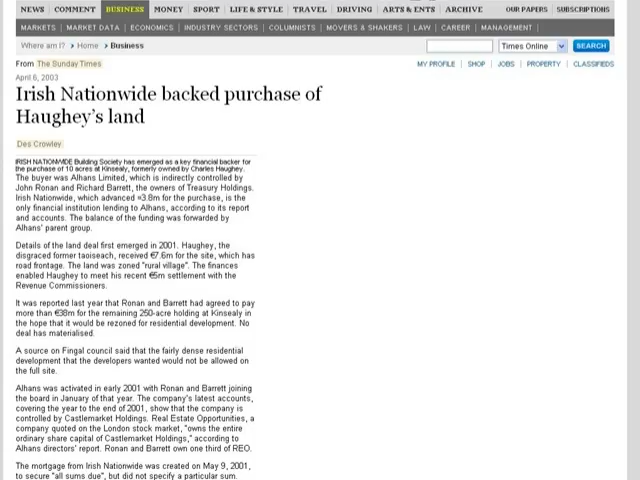 NEWS COMMENT BUSINESS MONEY SPORT LIFE & STYLE TRAVEL DRIVING ARTS & ENTS ARCHIVE OUR PAPERS SUBSCRIPTIONS
MARKETS MARKET DATA ECONOMICS INDUSTRY SECTORS COLUMNISTS MOVERS & SHAKERS LAW CAREER MANAGEMENT
Where am I? Home Business Times Online SEARCH
From The Sunday Times MY PROFILE SHOP JOBS PROPERTY CLASSIFIEDS
April 6, 2003
Irish Nationwide backed purchase of
Haughey's land
Des Crowley
IRISH NATIONWIDE Building Society has emerged as a key financial backer for
the purchase of 10 acres at Kinsealy, formerly owned by Charles Haughey.
The buyer was Alhans Limited, which is indirectly controlled by
John Ronan and Richard Barrett, the owners of Treasury Holdings.
Irish Nationwide, which advanced 3.8m for the purchase, is the
only financial institution lending to Alhans, according to its report
and accounts. The balance of the funding was forwarded by
Alhans' parent group.
Details of the land deal first emerged in 2001. Haughey, the
disgraced former taoiseach, received €7.6m for the site, which has
road frontage. The land was zoned "rural village". The finances
enabled Haughey to meet his recent €5m settlement with the
Revenue Commissioners.
It was reported last year that Ronan and Barrett had agreed to pay
more than €38m for the remaining 250-acre holding at Kinsealy in
the hope that it would be rezoned for residential development. No
deal has materialised.
A source on Fingal council said that the fairly dense residential
development that the developers wanted would not be allowed on
the full site.
Alhans was activated in early 2001 with Ronan and Barrett joining
the board in January of that year. The company's latest accounts,
covering the year to the end of 2001, show that the company is
controlled by Castlemarket Holdings. Real Estate Opportunities, a
company quoted on the London stock market, "owns the entire
ordinary share capital of Castlemarket Holdings," according to
Alhans directors' report. Ronan and Barrett own one third of REO.
The mortgage from Irish Nationwide was created on May 9, 2001,
to secure "all sums due", but did not specify a particular sum.